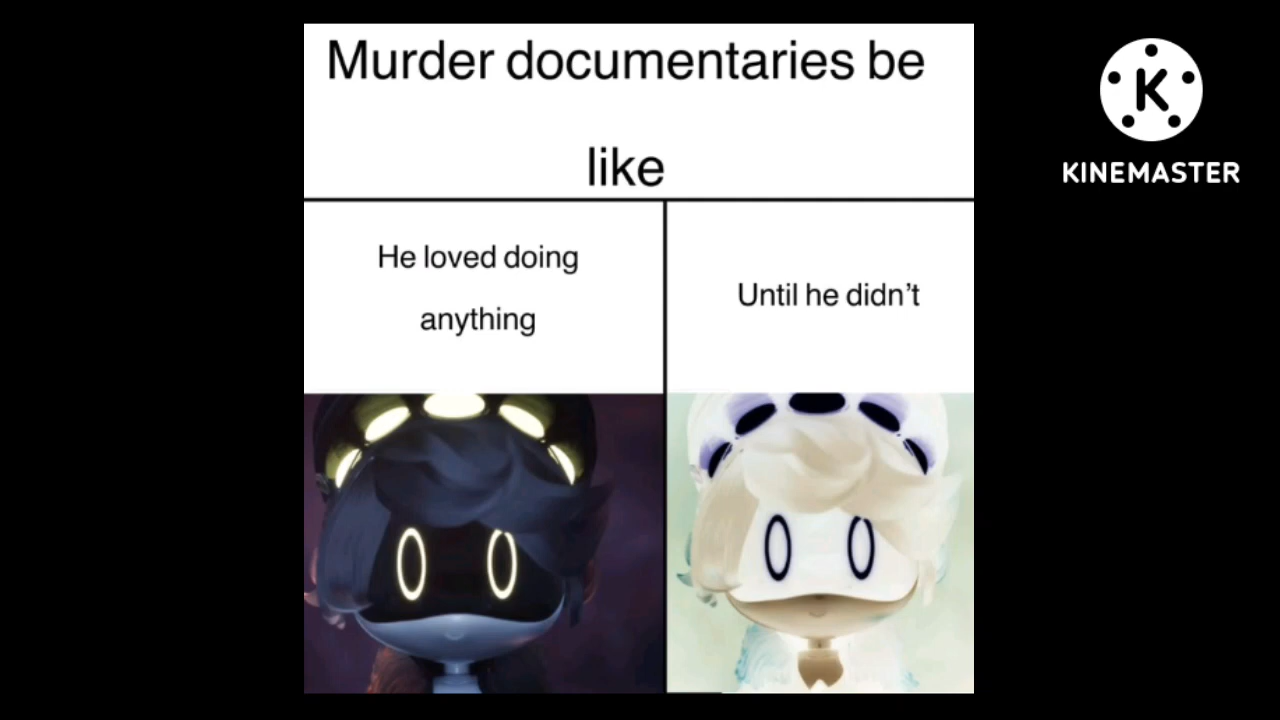 Murder documentaries be
like
He loved doing
anything
Until he didn’t
K
KINEMASTER